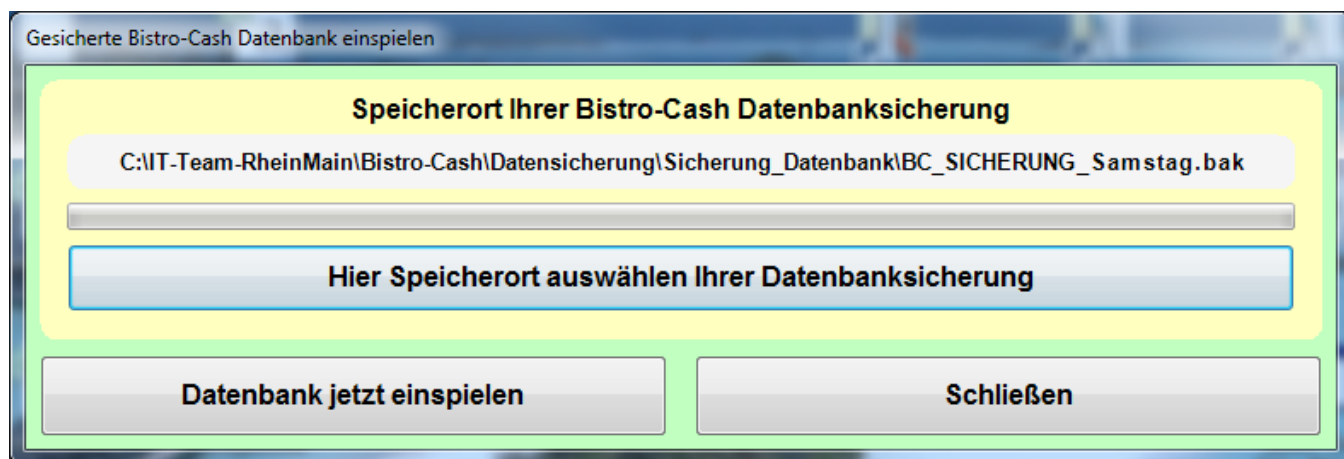 Gesicherte Bistro-Cash Datenbank einspielen
Speicherort Ihrer Bistro-Cash Datenbanksicherung
C:\IT-Team-RheinMain\Bistro-Cash\Datensicherung\Sicherung_Datenbank\BC_SICHERUNG_Samstag.bak
Hier Speicherort auswählen Ihrer Datenbanksicherung
Datenbank jetzt einspielen
Schließen